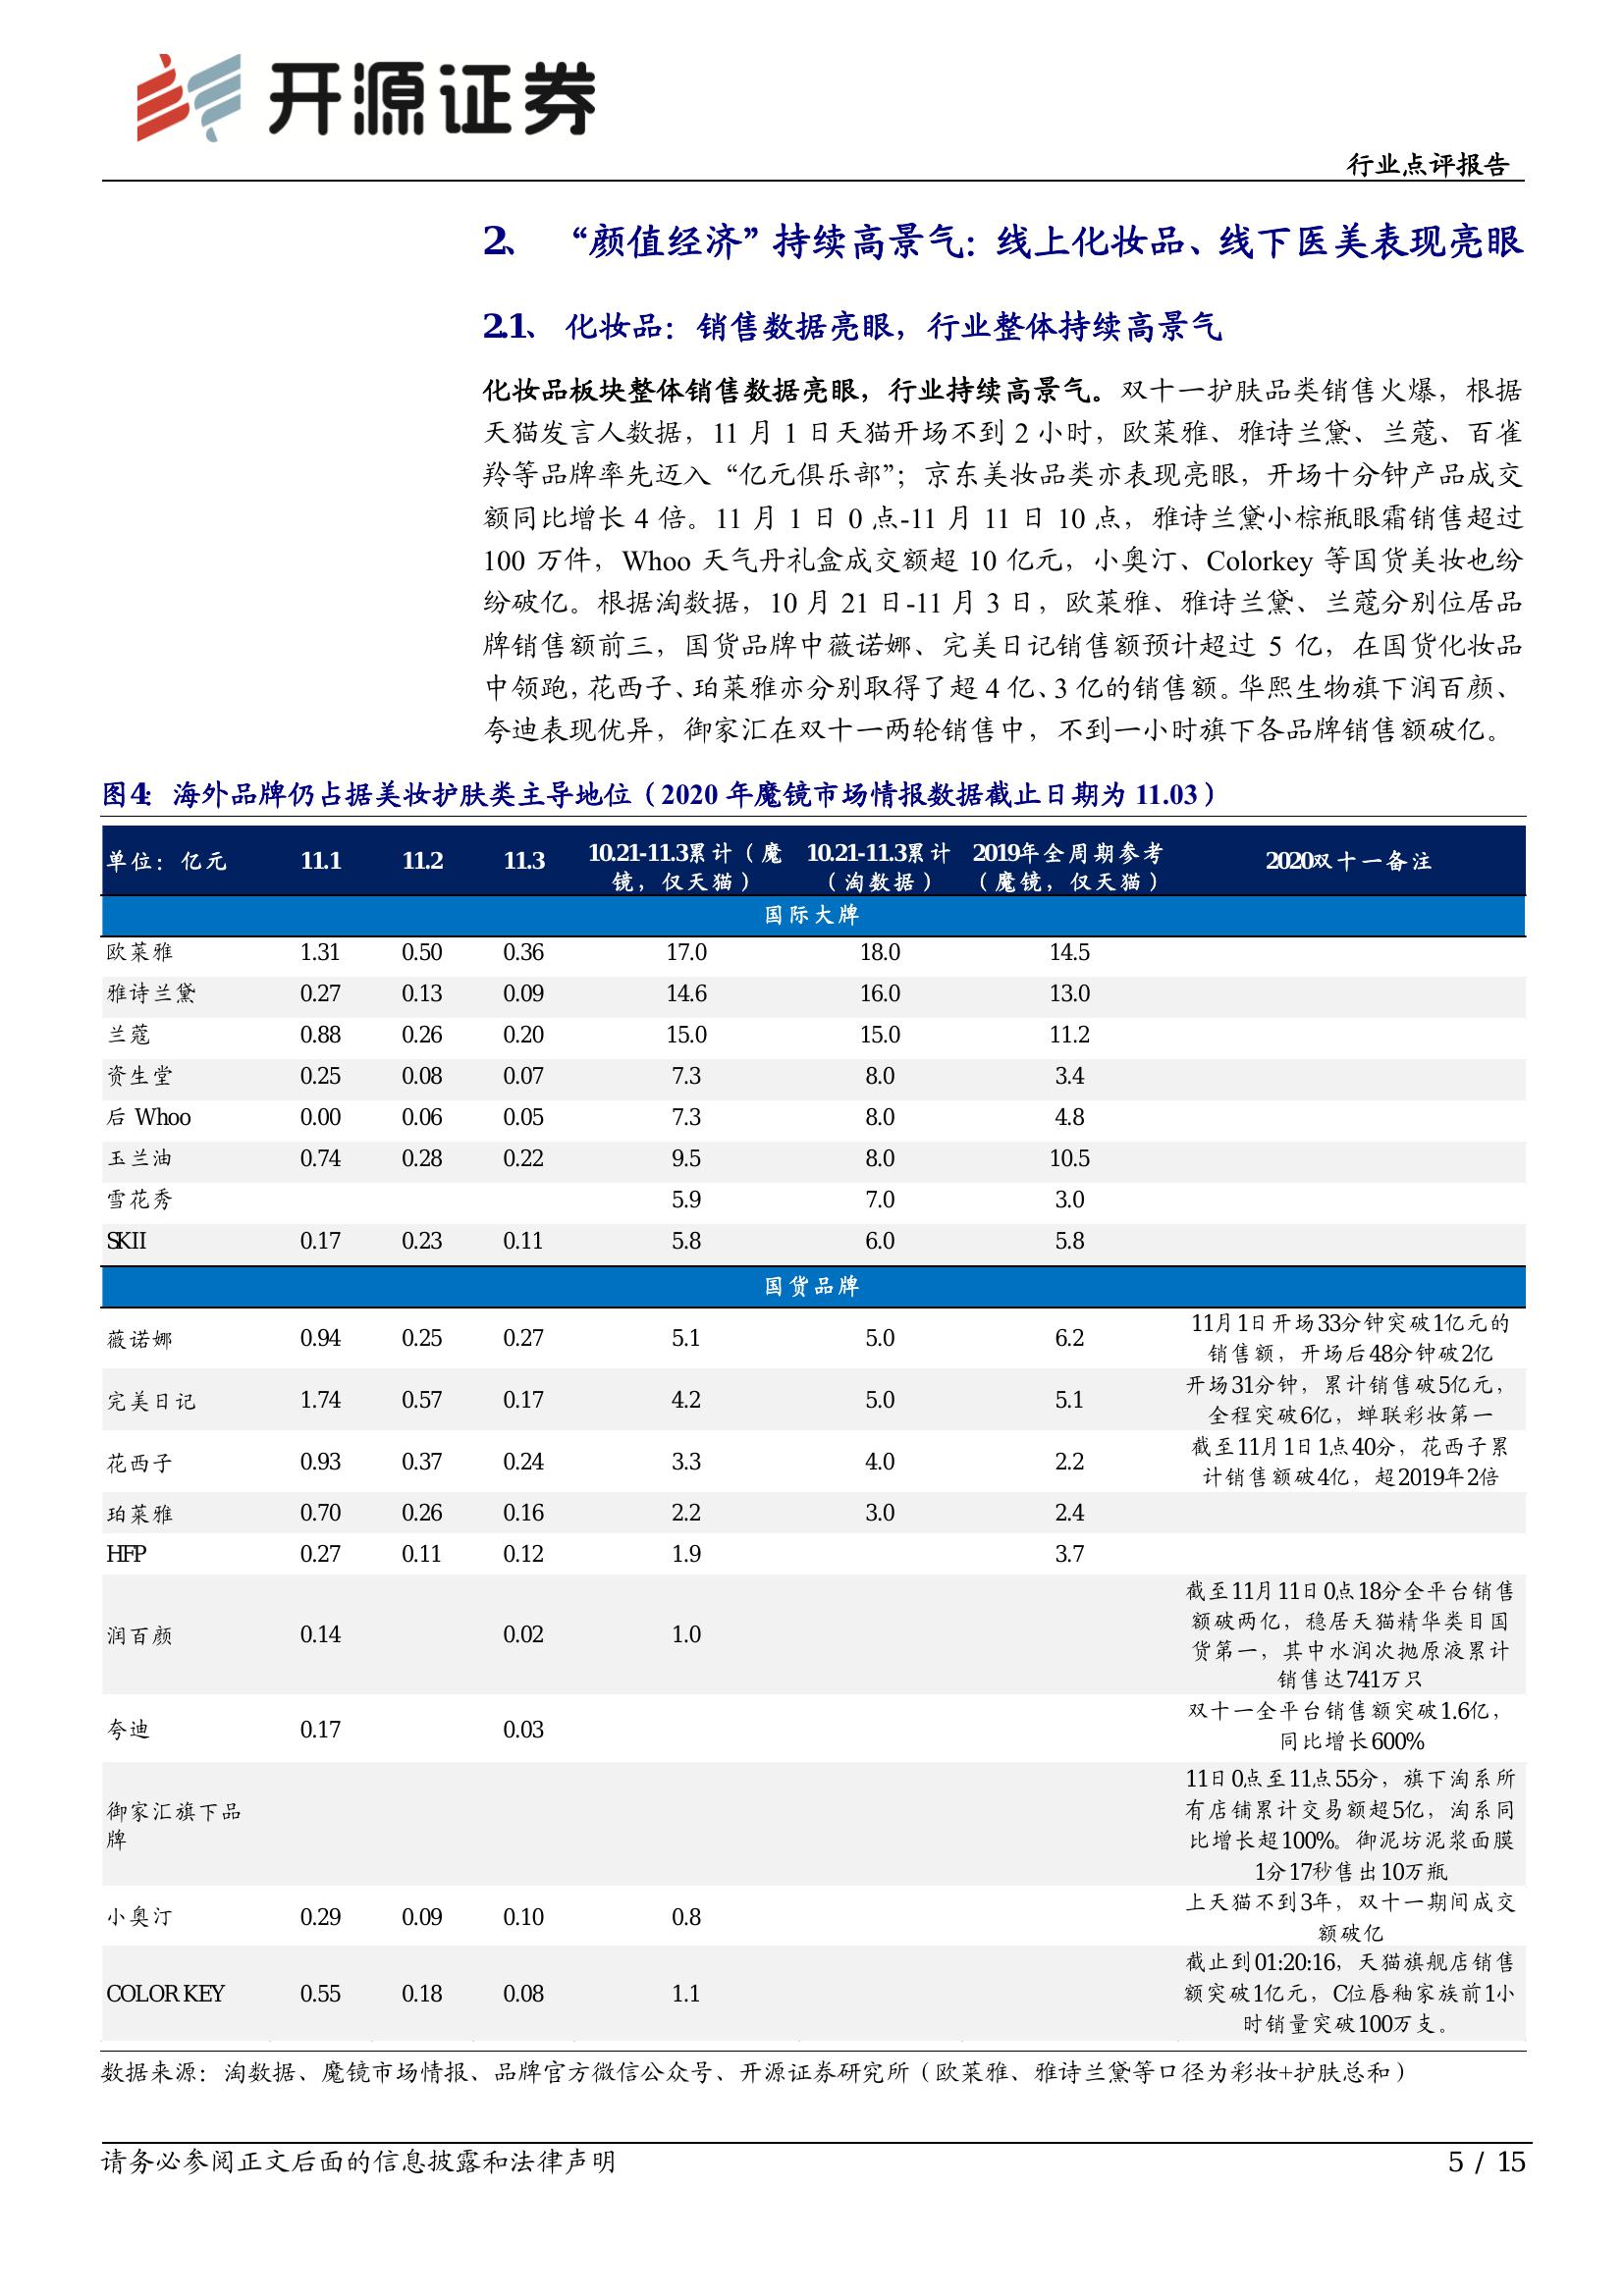 开源证券
行业点评报告
2、 “颜值经济”持续高景气：线上化妆品、线下医美表现亮眼
2.1、 化妆品：销售数据亮眼，行业整体持续高景气
化妆品板块整体销售数据亮眼，行业持续高景气。双十一护肤品类销售火爆，根据
天猫发言人数据，11 月 1 日天猫开场不到 2 小时，欧莱雅、雅诗兰黛、兰蔻、百雀
羚等品牌率先迈入“亿元俱乐部”；京东美妆品类亦表现亮眼，开场十分钟产品成交
额同比增长 4 倍。11 月 1 日 0 点-11 月 11 日 10 点，雅诗兰黛小棕瓶眼霜销售超过
100 万件，Whoo 天气丹礼盒成交额超 10 亿元，小奥汀、Colorkey 等国货美妆也纷
纷破亿。根据淘数据，10 月 21 日-11 月 3 日，欧莱雅、雅诗兰黛、兰蔻分别位居品
牌销售额前三，国货品牌中薇诺娜、完美日记销售额预计超过 5 亿，在国货化妆品
中领跑，花西子、珀莱雅亦分别取得了超 4 亿、3 亿的销售额。华熙生物旗下润百颜、
夸迪表现优异，御家汇在双十一两轮销售中，不到一小时旗下各品牌销售额破亿。
图4：海外品牌仍占据美妆护肤类主导地位（2020 年魔镜市场情报数据截止日期为 11.03）
单位：亿元 11.1 11.2 11.3 10.21-11.3累计（魔镜，仅天猫） 10.21-11.3累计（淘数据） 2019年全周期参考（魔镜，仅天猫） 2020双十一备注
国际大牌
欧莱雅 1.31 0.50 0.36 17.0 18.0 14.5
雅诗兰黛 0.27 0.13 0.09 14.6 16.0 13.0
兰蔻 0.88 0.26 0.20 15.0 15.0 11.2
资生堂 0.25 0.08 0.07 7.3 8.0 3.4
后 Whoo 0.00 0.06 0.05 7.3 8.0 4.8
玉兰油 0.74 0.28 0.22 9.5 8.0 10.5
雪花秀 5.9 7.0 3.0
SKII 0.17 0.23 0.11 5.8 6.0 5.8
国货品牌
薇诺娜 0.94 0.25 0.27 5.1 5.0 6.2 11月1日开场33分钟突破1亿元的
销售额，开场后48分钟破2亿
完美日记 1.74 0.57 0.17 4.2 5.0 5.1 开场31分钟，累计销售破5亿元，
全程突破6亿，蝉联彩妆第一
花西子 0.93 0.37 0.24 3.3 4.0 2.2 截至11月1日1点40分，花西子累
计销售额破4亿，超2019年2倍
珀莱雅 0.70 0.26 0.16 2.2 3.0 2.4
HFP 0.27 0.11 0.12 1.9 3.7
润百颜 0.14 0.02 1.0 截至11月11日0点18分全平台销售
额破两亿，稳居天猫精华类目国
货第一，其中水润次抛原液累计
销售达741万只
夸迪 0.17 0.03 双十一全平台销售额突破1.6亿，
同比增长600%
御家汇旗下品
牌
11日0点至11点55分，旗下淘系所
有店铺累计交易额超5亿，淘系同
比增长超100%。御泥坊泥浆面膜
1分17秒售出10万瓶
小奥汀 0.29 0.09 0.10 0.8 上天猫不到3年，双十一期间成交
额破亿
COLOR KEY 0.55 0.18 0.08 1.1 截止到01:20:16，天猫旗舰店销售
额突破1亿元，C位唇釉家族前1小
时销量突破100万支。
数据来源：淘数据、魔镜市场情报、品牌官方微信公众号、开源证券研究所（欧莱雅、雅诗兰黛等口径为彩妆+护肤总和）
请务必参阅正文后面的信息披露和法律声明 5 / 15